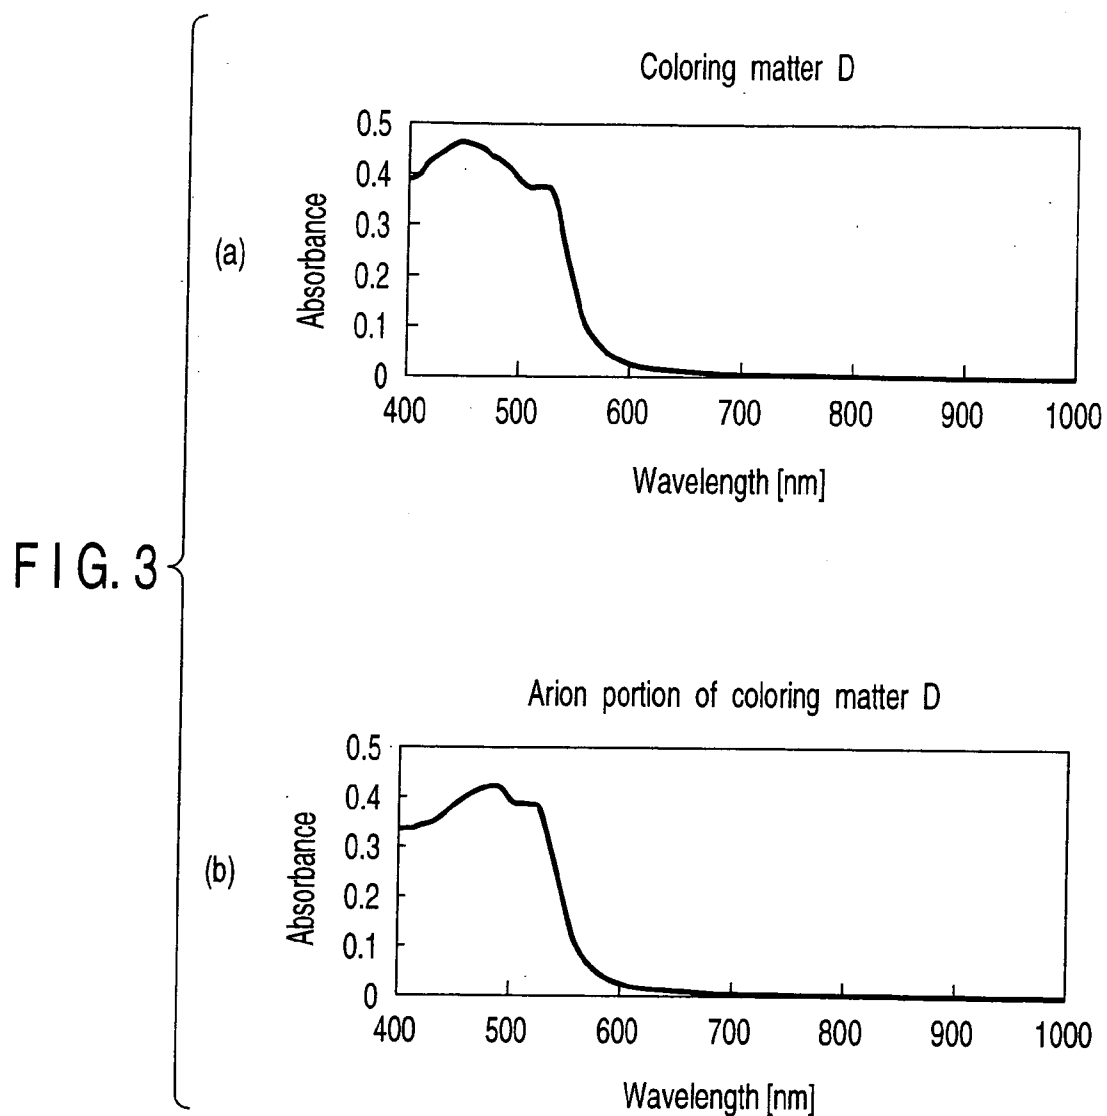 FIG. 3
(a)
Coloring matter D
Absorbance
0.5
0.4
0.3
0.2
0.1
0
400 500 600 700 800 900 1000
Wavelength [nm]
(b)
Arion portion of coloring matter D
Absorbance
0.5
0.4
0.3
0.2
0.1
0
400 500 600 700 800 900 1000
Wavelength [nm]